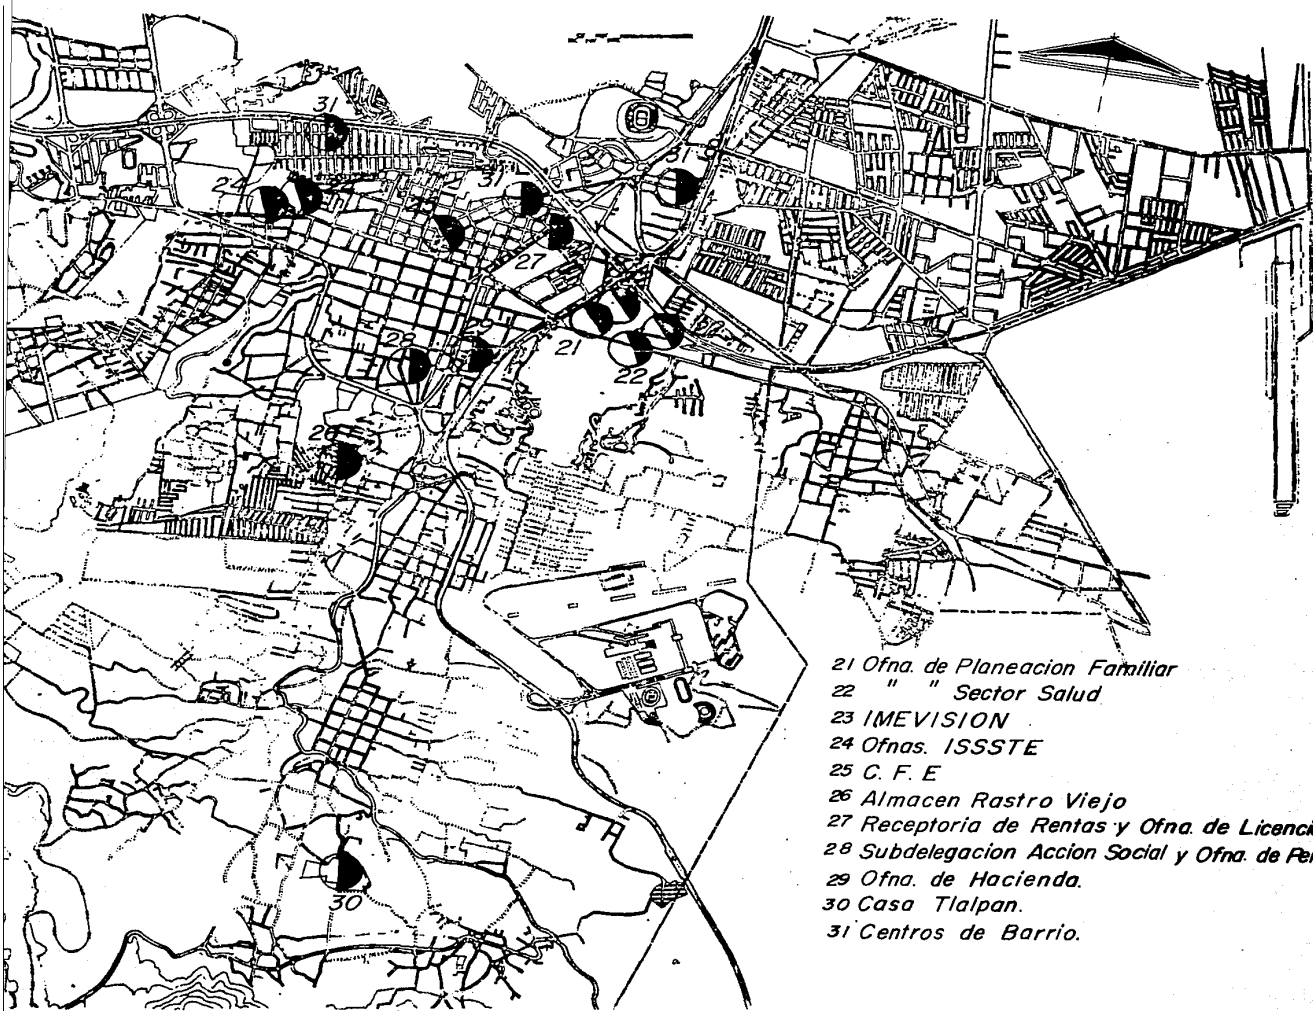 31
31
31
24
27
21
22
28
29
26
30
21 Ofna. de Planeacion Familiar
22 " " Sector Salud
23 IMEVISION
24 Ofnas. ISSSTE
25 C. F. E
26 Almacen Rastro Viejo
27 Receptoria de Rentas y Ofna. de
28 Subdelegacion Accion Social y Ofna. de
29 Ofna. de Hacienda.
30 Casa Tlalpan.
31 Centros de Barrio.